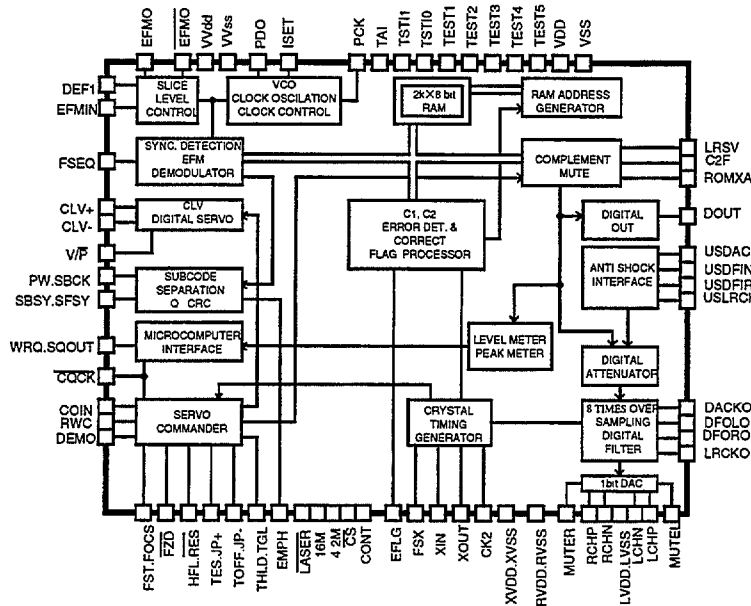 EFMO
EFMO
VVdd
VVss
PDO
ISET
PCK
TAI
TSTI1
TSTI0
TEST1
TEST2
TEST3
TEST4
TEST5
VDD
VSS
DEF1
EFMIN
SLICE
LEVEL
CONTROL
VCO
CLOCK OSCILATION
CLOCK CONTROL
2k×8 bit
RAM
RAM ADDRESS
GENERATOR
FSEQ
SYNC. DETECTION
EFM
DEMODULATOR
COMPLEMENT
MUTE
LRSV
C2F
ROMXA
CLV+
CLV-
V/P
CLV
DIGITAL SERVO
C1, C2
ERROR DET. &
CORRECT
FLAG PROCESSOR
DIGITAL
OUT
DOUT
PW.SBCK
SBSY.SFSY
SUBCODE
SEPARATION
Q CRC
ANTI SHOCK
INTERFACE
USDAC
USDFIN
USDFIR
USLRCK
WRQ.SQOUT
CQCK
MICROCOMPUTER
INTERFACE
LEVEL METER
PEAK METER
DIGITAL
ATTENUATOR
COIN
RWC
DEMO
SERVO
COMMANDER
CRYSTAL
TIMING
GENERATOR
8 TIMES OVER
SAMPLING
DIGITAL
FILTER
DACKO
DFOLO
DFORO
LRCKO
1bit DAC
FST.FOCS
FZD
HFL.RES
TES.JP+
TOFF.JP-
THLD.TGL
EMPH
LASER
16M
4 2M
CS
CONT
EFLG
FSX
XIN
XOUT
CK2
XVDD.XVSS
RVDD.RVSS
MUTER
RCHP
RCHN
LVDD.LVSS
LCHN
LCHP
MUTEL